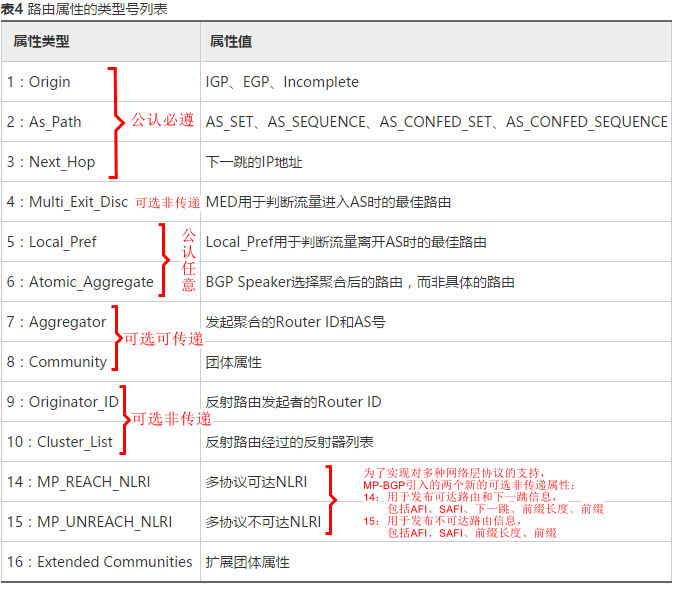 表4 路由属性的类型号列表
属性类型 属性值
1：Origin IGP、EGP、Incomplete
2：As_Path 公认必遵 AS_SET、AS_SEQUENCE、AS_CONFED_SET、AS_CONFED_SEQUENCE
3：Next_Hop 下一跳的IP地址
4：Multi_Exit_Disc 可选非传递 MED用于判断流量进入AS时的最佳路由
5：Local_Pref 公认任意 Local_Pref用于判断流量离开AS时的最佳路由
6：Atomic_Aggregate BGP Speaker选择聚合后的路由，而非具体的路由
7：Aggregator 可选可传递 发起聚合的Router ID和AS号
8：Community 团体属性
9：Originator_ID 可选非传递 反射路由发起者的Router ID
10：Cluster_List 反射路由经过的反射器列表
14：MP_REACH_NLRI 多协议可达NLRI
15：MP_UNREACH_NLRI 多协议不可达NLRI
为了实现对多种网络层协议的支持，
MP-BGP引入的两个新的可选非传递属性；
14：用于发布可达路由和下一跳信息，
包括AFI、SAFI、下一跳、前缀长度、前缀
15：用于发布不可达路由信息，
包括AFI、SAFI、前缀长度、前缀
16：Extended Communities 扩展团体属性